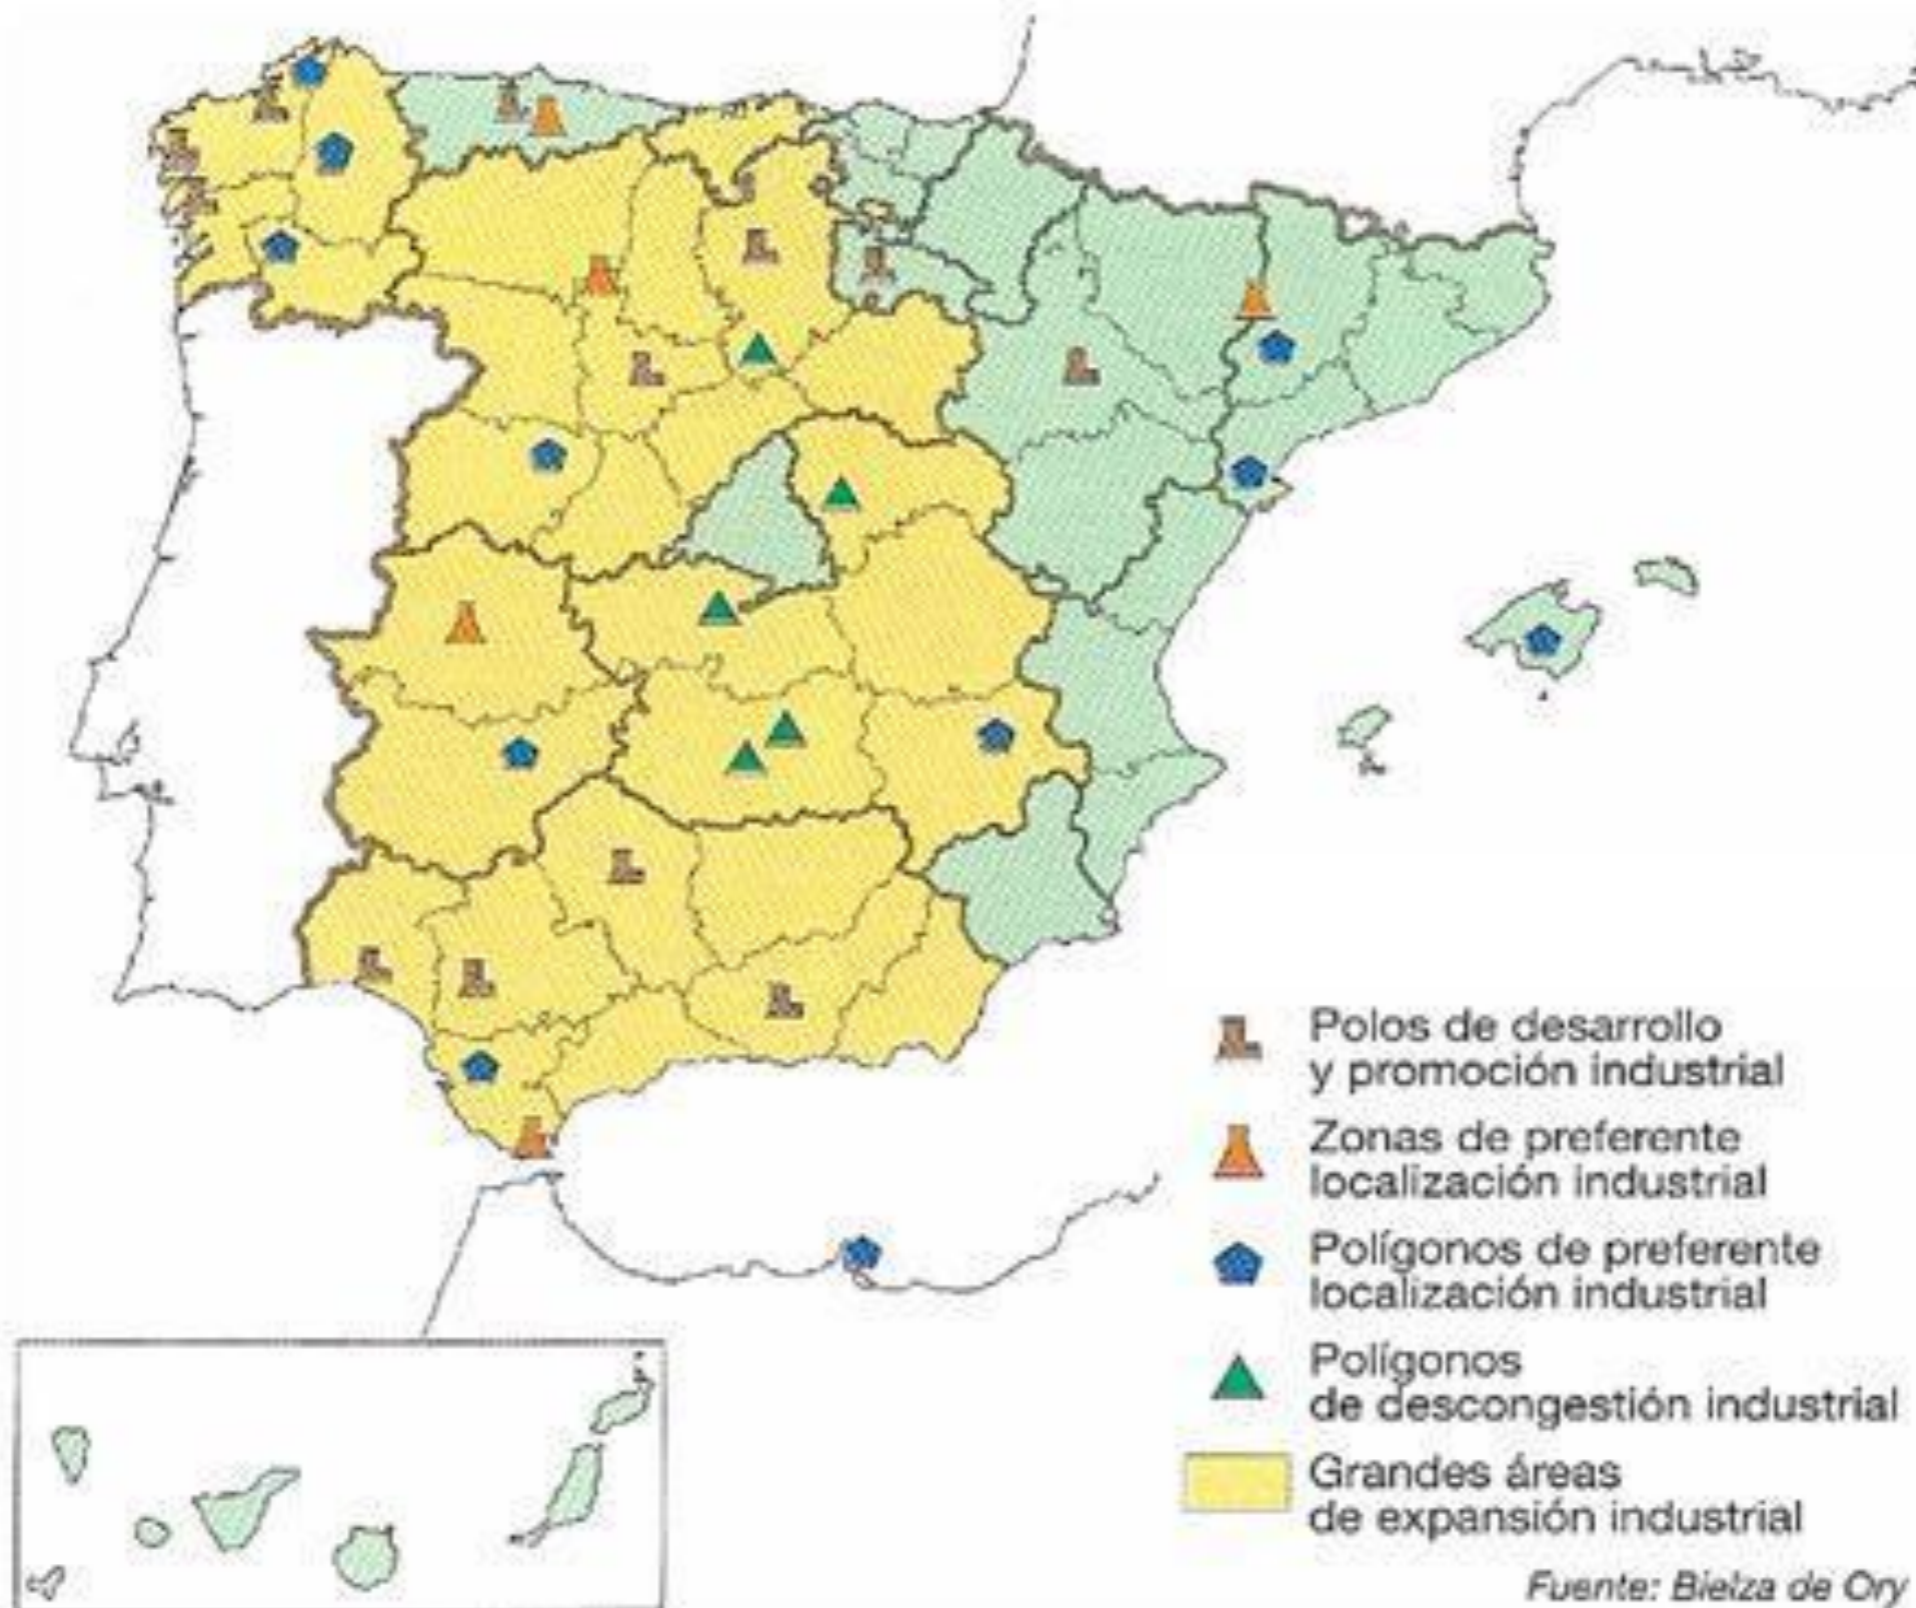 Polos de desarrollo
y promoción industrial
Zonas de preferente
localización industrial
Polígonos de preferente
localización industrial
Polígonos
de descongestión industrial
Grandes áreas
de expansión industrial
Fuente: Bielza de Ory